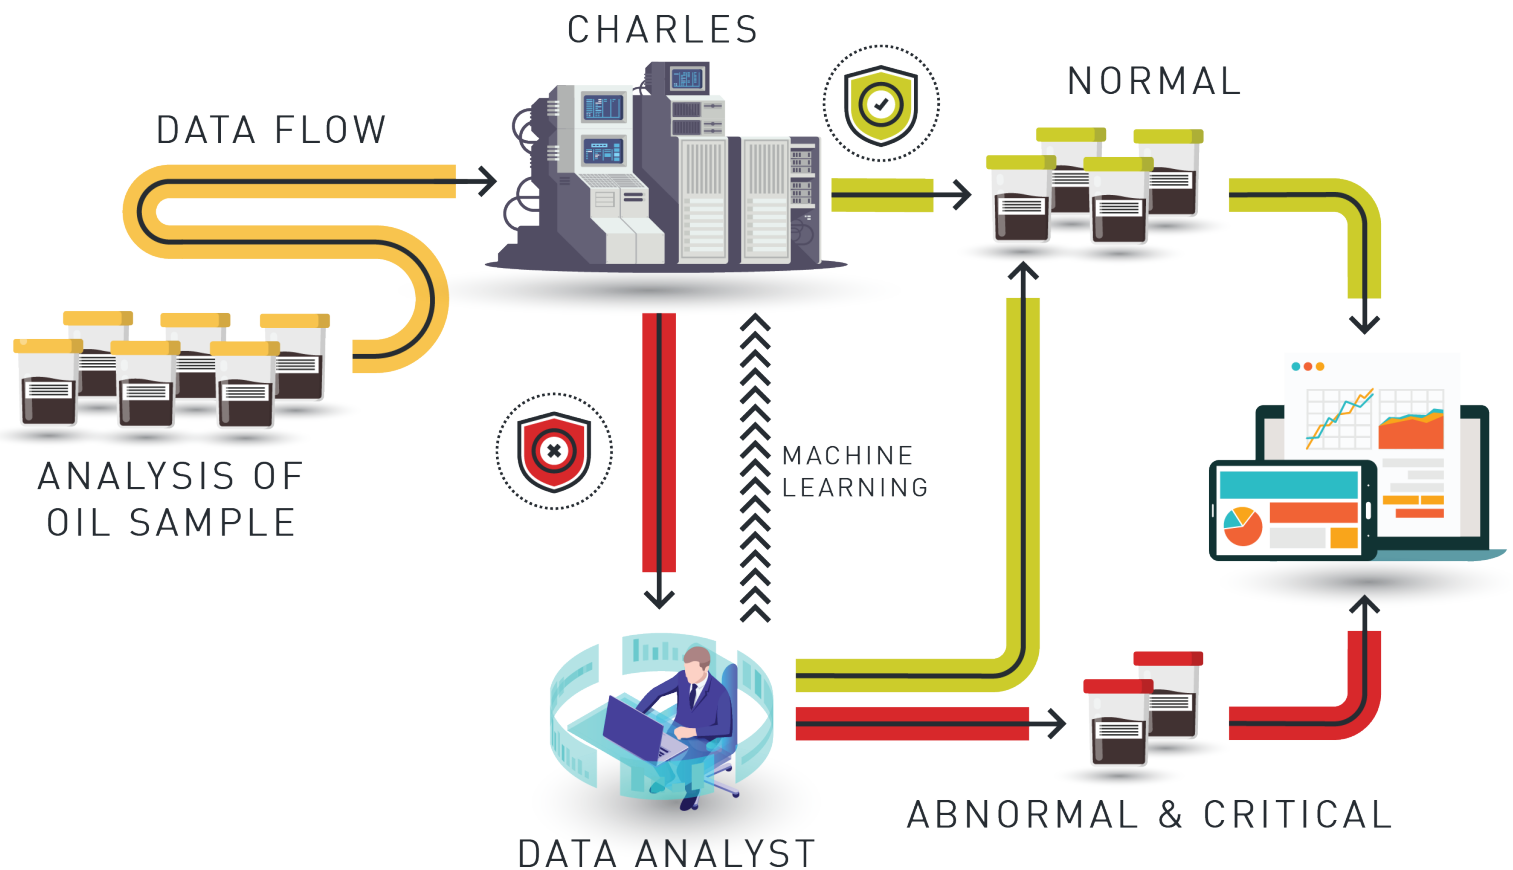 CHARLES
NORMAL
DATA FLOW
ANALYSIS OF
OIL SAMPLE
MACHINE
LEARNING
ABNORMAL & CRITICAL
DATA ANALYST